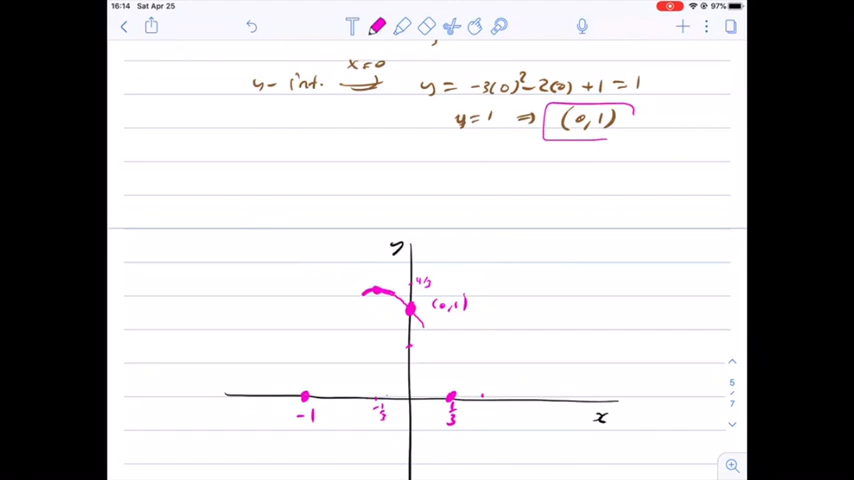 16:14 Sat Apr 25 97%
x=0
y- int. y = -3(0)²-2(0) +1 = 1
y=1 ⇒ (0,1)
y
4/3
(0,1)
-1 -1/3 1/3 x
5
7